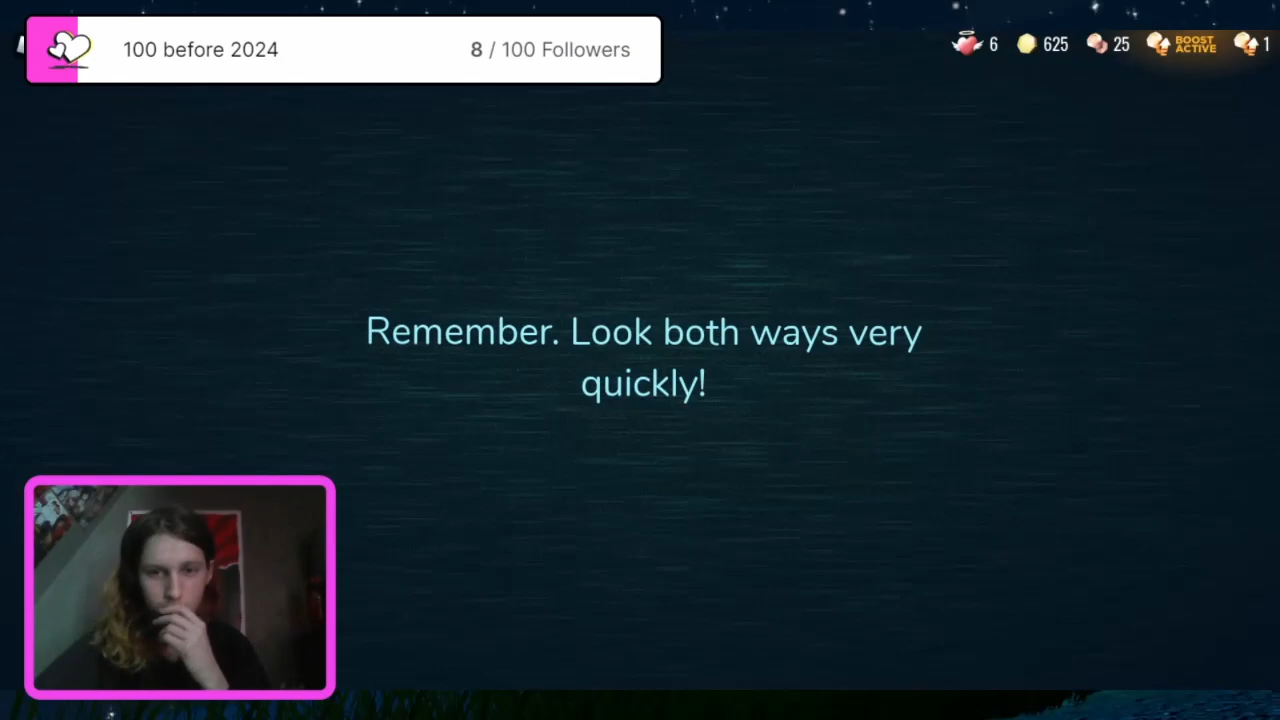 100 before 2024
8 / 100 Followers
6
625
25
BOOST
ACTIVE
1
Remember. Look both ways very
quickly!